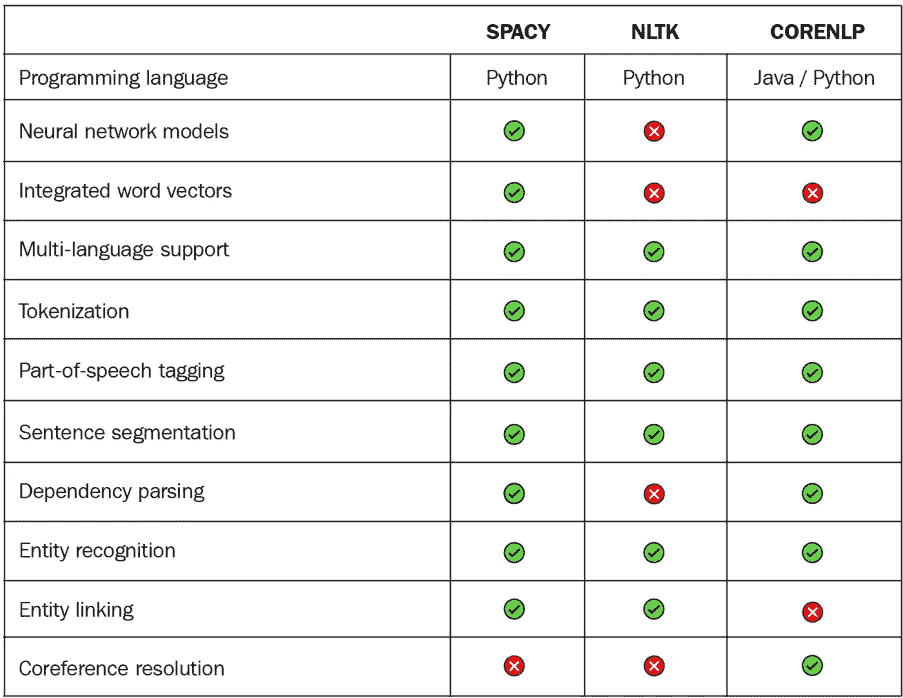 SPACY NLTK CORENLP
Programming language Python Python Java / Python
Neural network models
Integrated word vectors
Multi-language support
Tokenization
Part-of-speech tagging
Sentence segmentation
Dependency parsing
Entity recognition
Entity linking
Coreference resolution